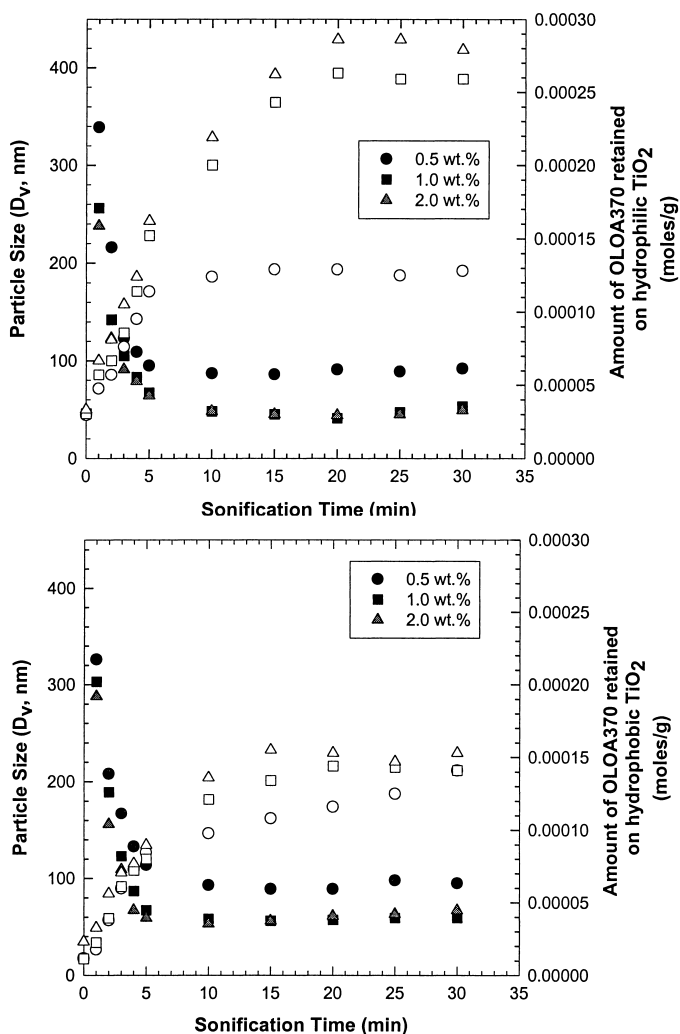 400
300
200
100
0
Particle Size (DV, nm)
0.00030
0.00025
0.00020
0.00015
0.00010
0.00005
0.00000
Amount of OLOA370 retained
on hydrophilic TiO2
(moles/g)
0.5 wt.%
1.0 wt.%
2.0 wt.%
0 5 10 15 20 25 30 35
Sonification Time (min)
400
300
200
100
0
Particle Size (DV, nm)
0.00030
0.00025
0.00020
0.00015
0.00010
0.00005
0.00000
Amount of OLOA370 retained
on hydrophobic TiO2
(moles/g)
0.5 wt.%
1.0 wt.%
2.0 wt.%
0 5 10 15 20 25 30 35
Sonification Time (min)